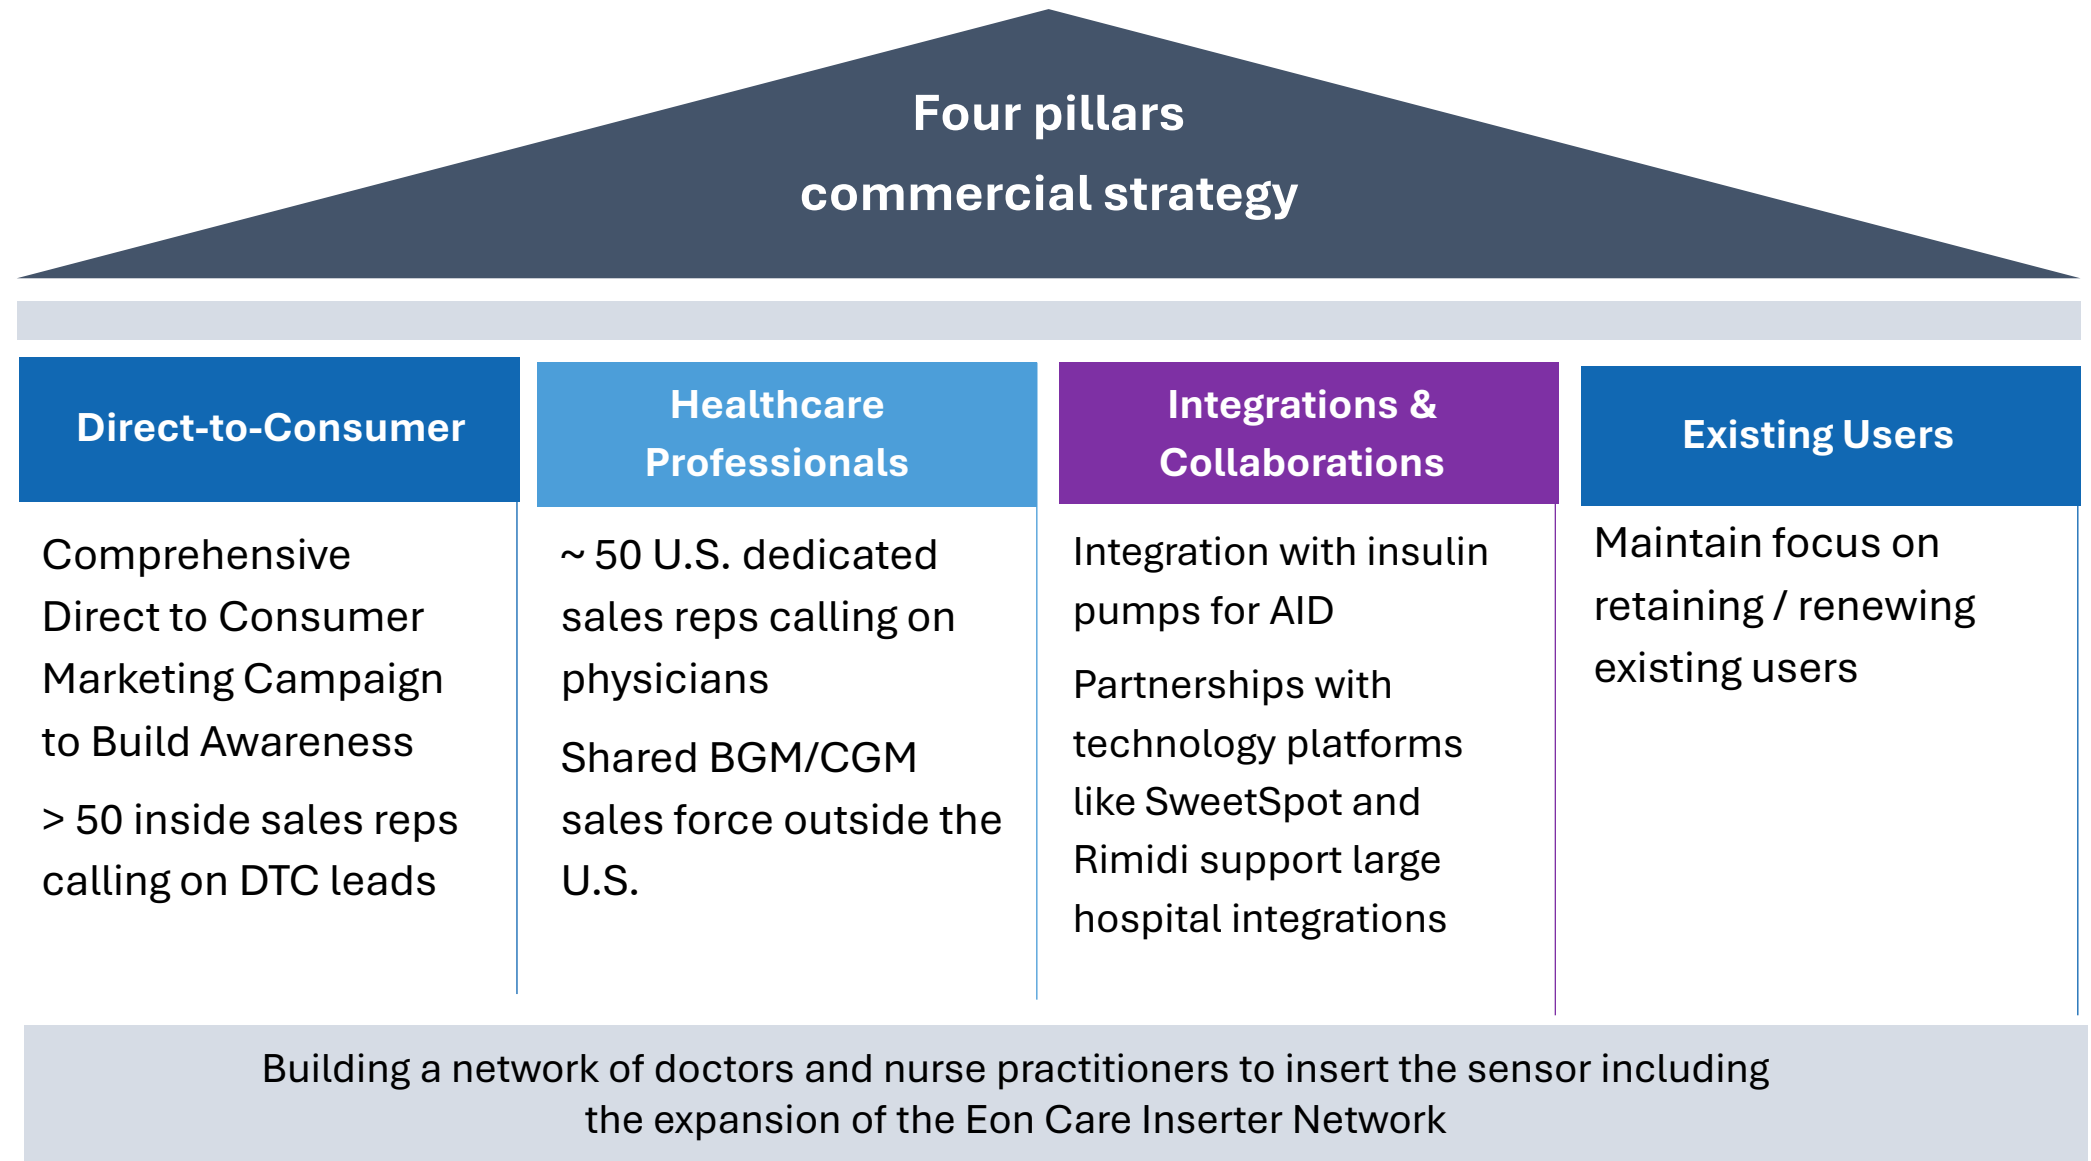 Four pillars
commercial strategy
Direct-to-Consumer
Comprehensive
Direct to Consumer
Marketing Campaign
to Build Awareness
> 50 inside sales reps
calling on DTC leads
Healthcare
Professionals
~ 50 U.S. dedicated
sales reps calling on
physicians
Shared BGM/CGM
sales force outside the
U.S.
Integrations &
Collaborations
Integration with insulin
pumps for AID
Partnerships with
technology platforms
like SweetSpot and
Rimidi support large
hospital integrations
Existing Users
Maintain focus on
retaining / renewing
existing users
Building a network of doctors and nurse practitioners to insert the sensor including
the expansion of the Eon Care Inserter Network